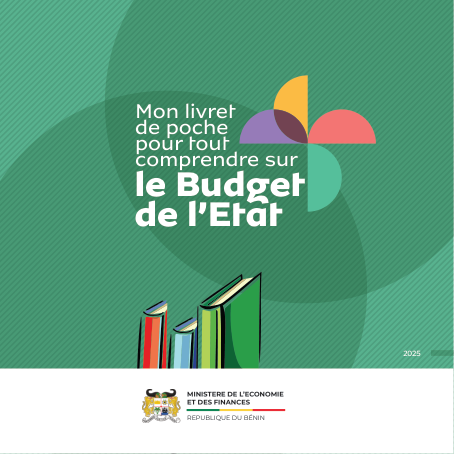 Mon livret
de poche
pour tout
comprendre sur
le Budget
de l'Etat
2025
MINISTERE DE L'ECONOMIE
ET DES FINANCES
REPUBLIQUE DU BÉNIN